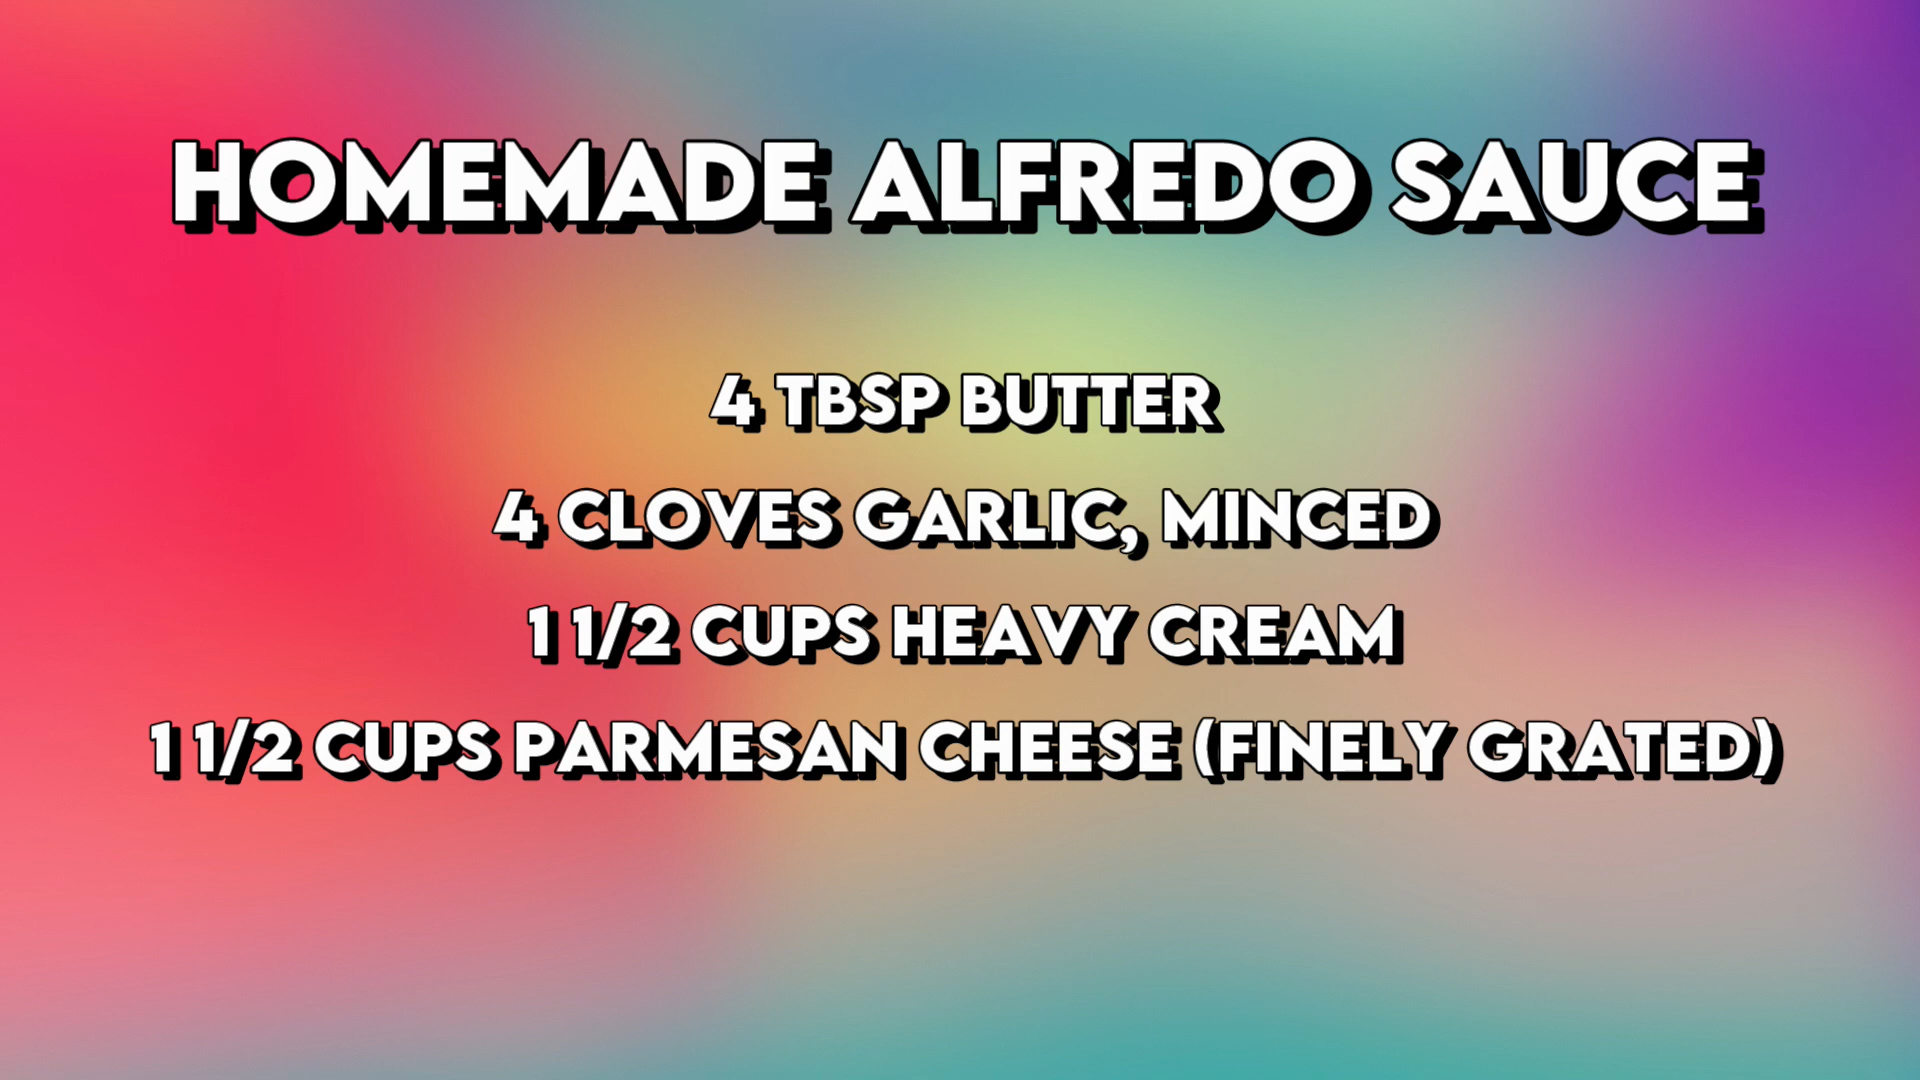 HOMEMADE ALFREDO SAUCE
4 TBSP BUTTER
4 CLOVES GARLIC, MINCED
1 1/2 CUPS HEAVY CREAM
1 1/2 CUPS PARMESAN CHEESE (FINELY GRATED)